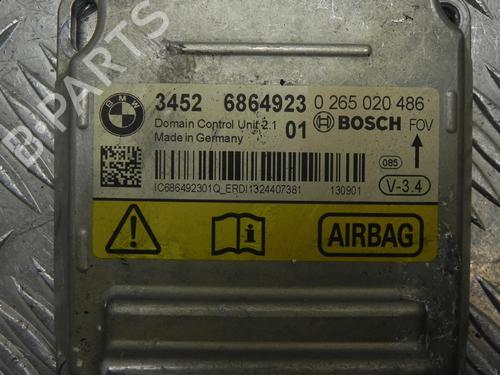 B-PARTS
BMW
3452 6864923 0 265 020 486
Domain Control Unit 2.1 01 BOSCH FOV
Made in Germany
085
IC686492301Q_ERDI1324407381 130901 V-3.4
AIRBAG